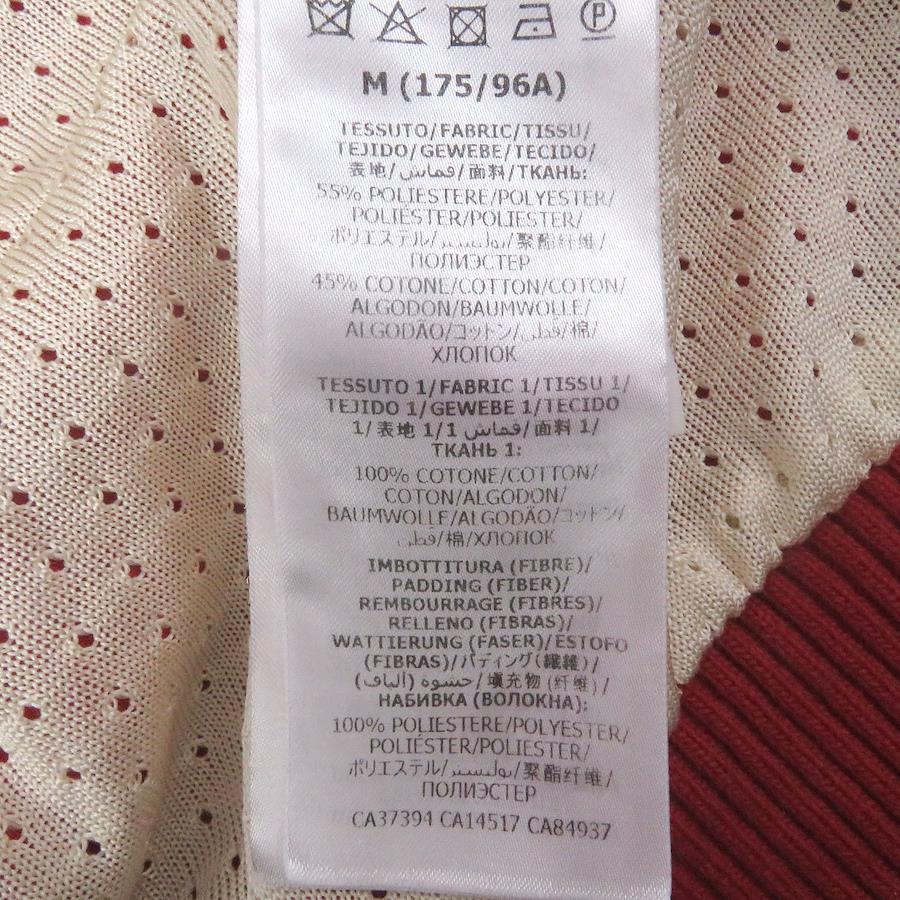 P
M (175/96A)
TESSUTO/FABRIC/TISSU/
TEJIDO/GEWEBE/TECIDO/
表地/قماش/面料/ТКАНЬ:
55% POLIESTERE/POLYESTER/
POLIÉSTER/POLIESTER/
ポリエステル/بوليستير/聚酯纤维/
ПОЛИЭСТЕР
45% COTONE/COTTON/COTON/
ALGODON/BAUMWOLLE/
ALGODÃO/コットン/قطن/棉/
ХЛОПОК
TESSUTO 1/FABRIC 1/TISSU 1/
TEJIDO 1/GEWEBE 1/TECIDO
1/表地 1/قماش 1/面料 1/
ТКАНЬ 1:
100% COTONE/COTTON/
COTON/ALGODON/
BAUMWOLLE/ALGODÃO/コットン/
قطن/棉/ХЛОПОК
IMBOTTITURA (FIBRE)/
PADDING (FIBER)/
REMBOURRAGE (FIBRES)/
RELLENO (FIBRAS)/
WATTIERUNG (FASER)/ESTOFO
(FIBRAS)/パディング(繊維)/
حشوة (ألياف)/填充物 (纤维)/
НАБИВКА (ВОЛОКНА):
100% POLIESTERE/POLYESTER/
POLIÉSTER/POLIESTER/
ポリエステル/بوليستير/聚酯纤维/
ПОЛИЭСТЕР
CA37394 CA14517 CA84937